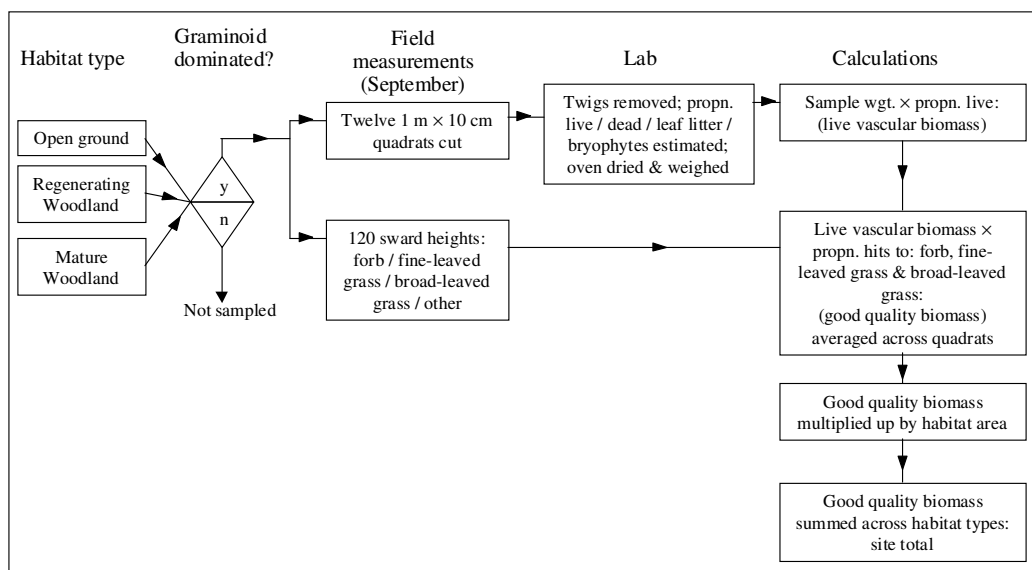 Habitat type
Graminoid
dominated?
Field
measurements
(September)
Lab
Calculations
Open ground
Regenerating
Woodland
Mature
Woodland
y
n
Not sampled
Twelve 1 m × 10 cm
quadrats cut
120 sward heights:
forb / fine-leaved
grass / broad-leaved
grass / other
Twigs removed; propn.
live / dead / leaf litter /
bryophytes estimated;
oven dried & weighed
Sample wgt. × propn. live:
(live vascular biomass)
Live vascular biomass ×
propn. hits to: forb, fine-
leaved grass & broad-leaved
grass:
(good quality biomass)
averaged across quadrats
Good quality biomass
multiplied up by habitat area
Good quality biomass
summed across habitat types:
site total